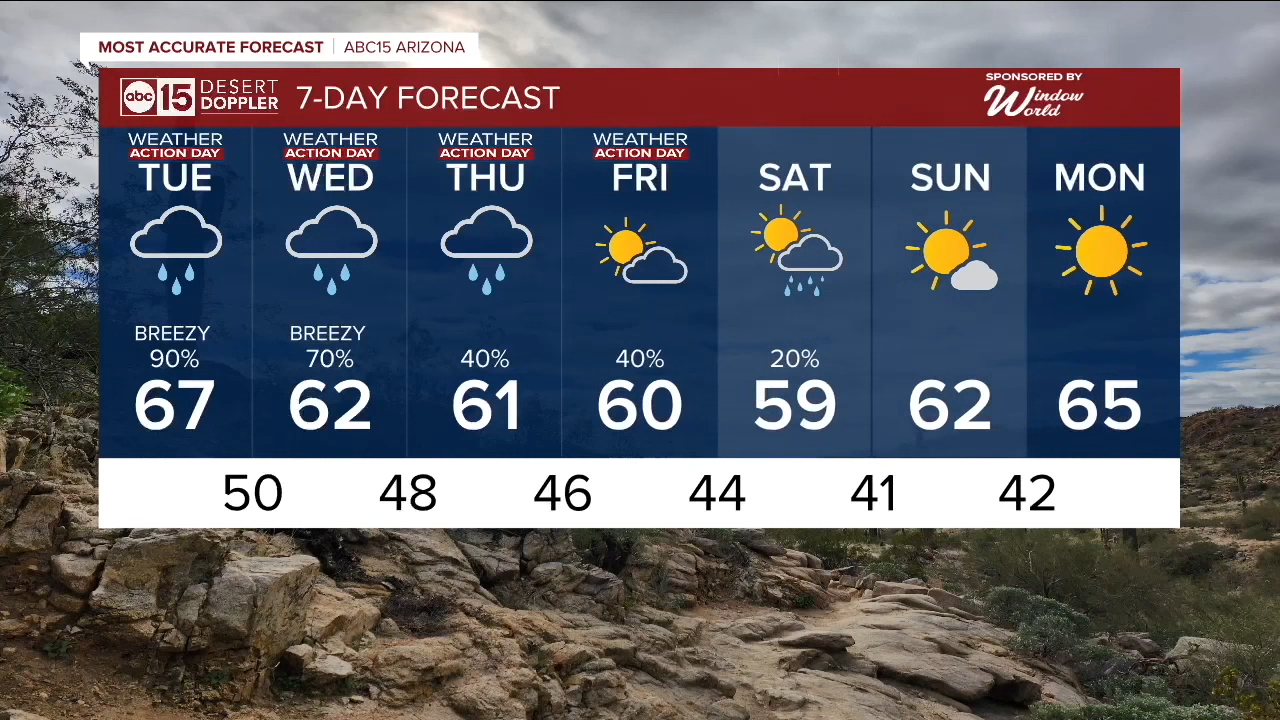 MOST ACCURATE FORECAST | ABC15 ARIZONA
abc 15 DESERT DOPPLER 7-DAY FORECAST
SPONSORED BY
Window World
WEATHER ACTION DAY
TUE
BREEZY
90%
67
WEATHER ACTION DAY
WED
BREEZY
70%
62
WEATHER ACTION DAY
THU
40%
61
WEATHER ACTION DAY
FRI
40%
60
SAT
20%
59
SUN
62
MON
65
50 48 46 44 41 42